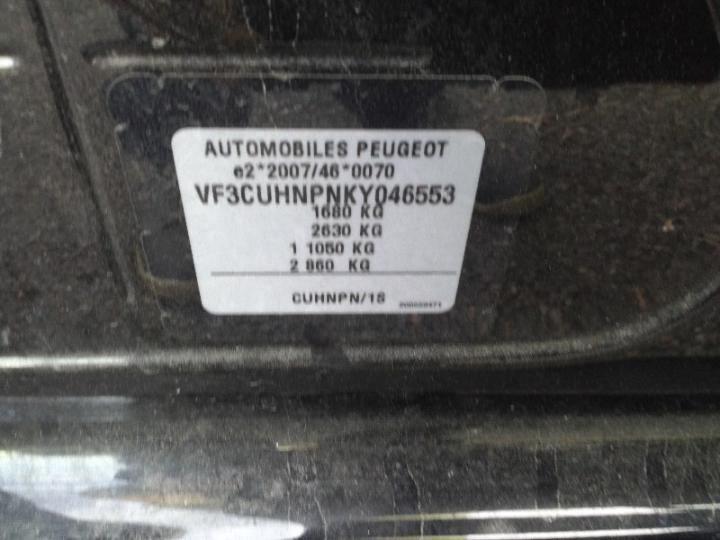 AUTOMOBILES PEUGEOT
e2*2007/46*0070
VF3CUHNPNKY046553
1680 KG
2630 KG
1 1050 KG
2 860 KG
CUHNPN/1S